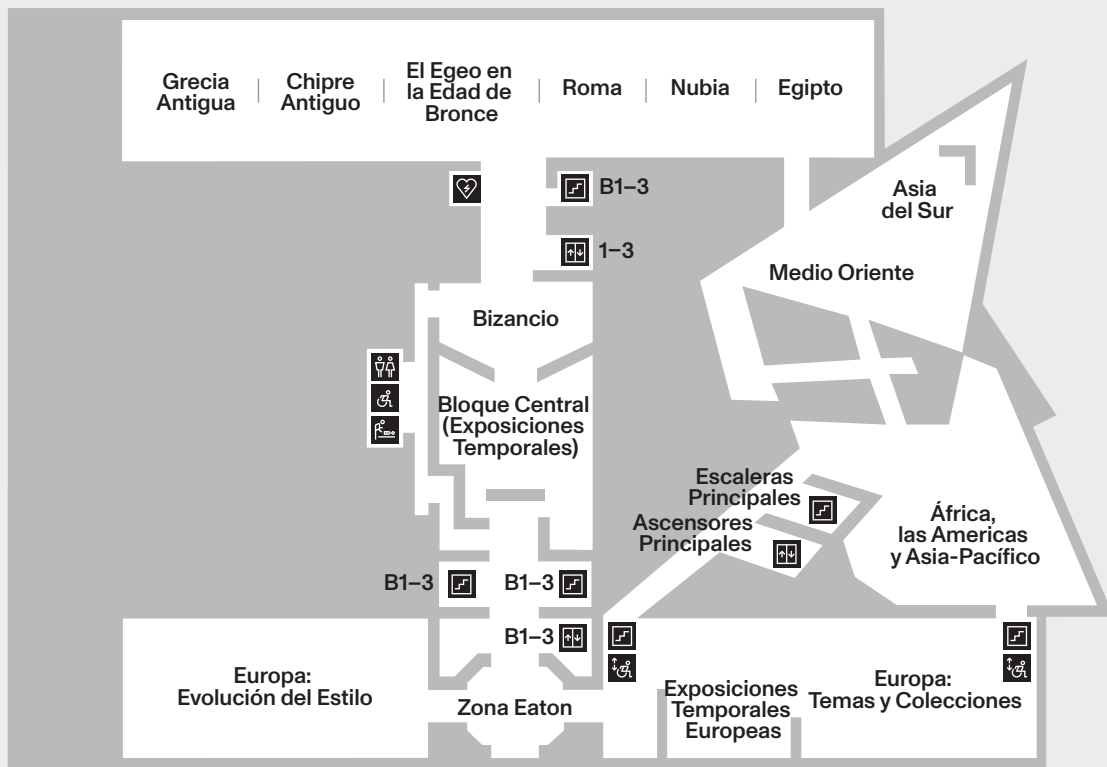 Grecia
Antigua
Chipre
Antiguo
El Egeo en
la Edad de
Bronce
Roma
Nubia
Egipto
B1–3
1–3
Asia
del Sur
Medio Oriente
Bizancio
Bloque Central
(Exposiciones
Temporales)
Escaleras
Principales
Ascensores
Principales
África,
las Americas
y Asia-Pacífico
B1–3
B1–3
B1–3
Europa:
Evolución del Estilo
Zona Eaton
Exposiciones
Temporales
Europeas
Europa:
Temas y Colecciones